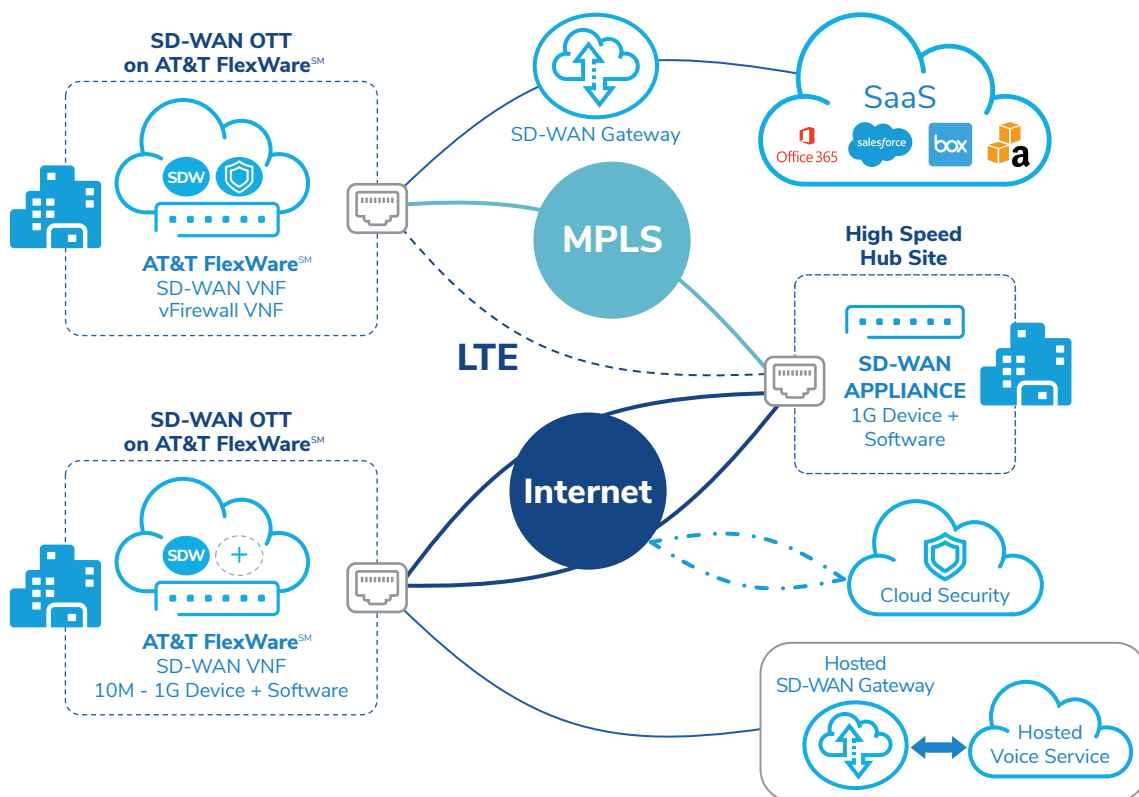 SD-WAN OTT
on AT&T FlexWare℠
SDW
AT&T FlexWare℠
SD-WAN VNF
vFirewall VNF
SD-WAN Gateway
SaaS
Office 365
salesforce
box
a
MPLS
LTE
High Speed
Hub Site
SD-WAN
APPLIANCE
1G Device +
Software
SD-WAN OTT
on AT&T FlexWare℠
SDW
+
AT&T FlexWare℠
SD-WAN VNF
10M - 1G Device + Software
Internet
Cloud Security
Hosted
SD-WAN Gateway
Hosted
Voice Service